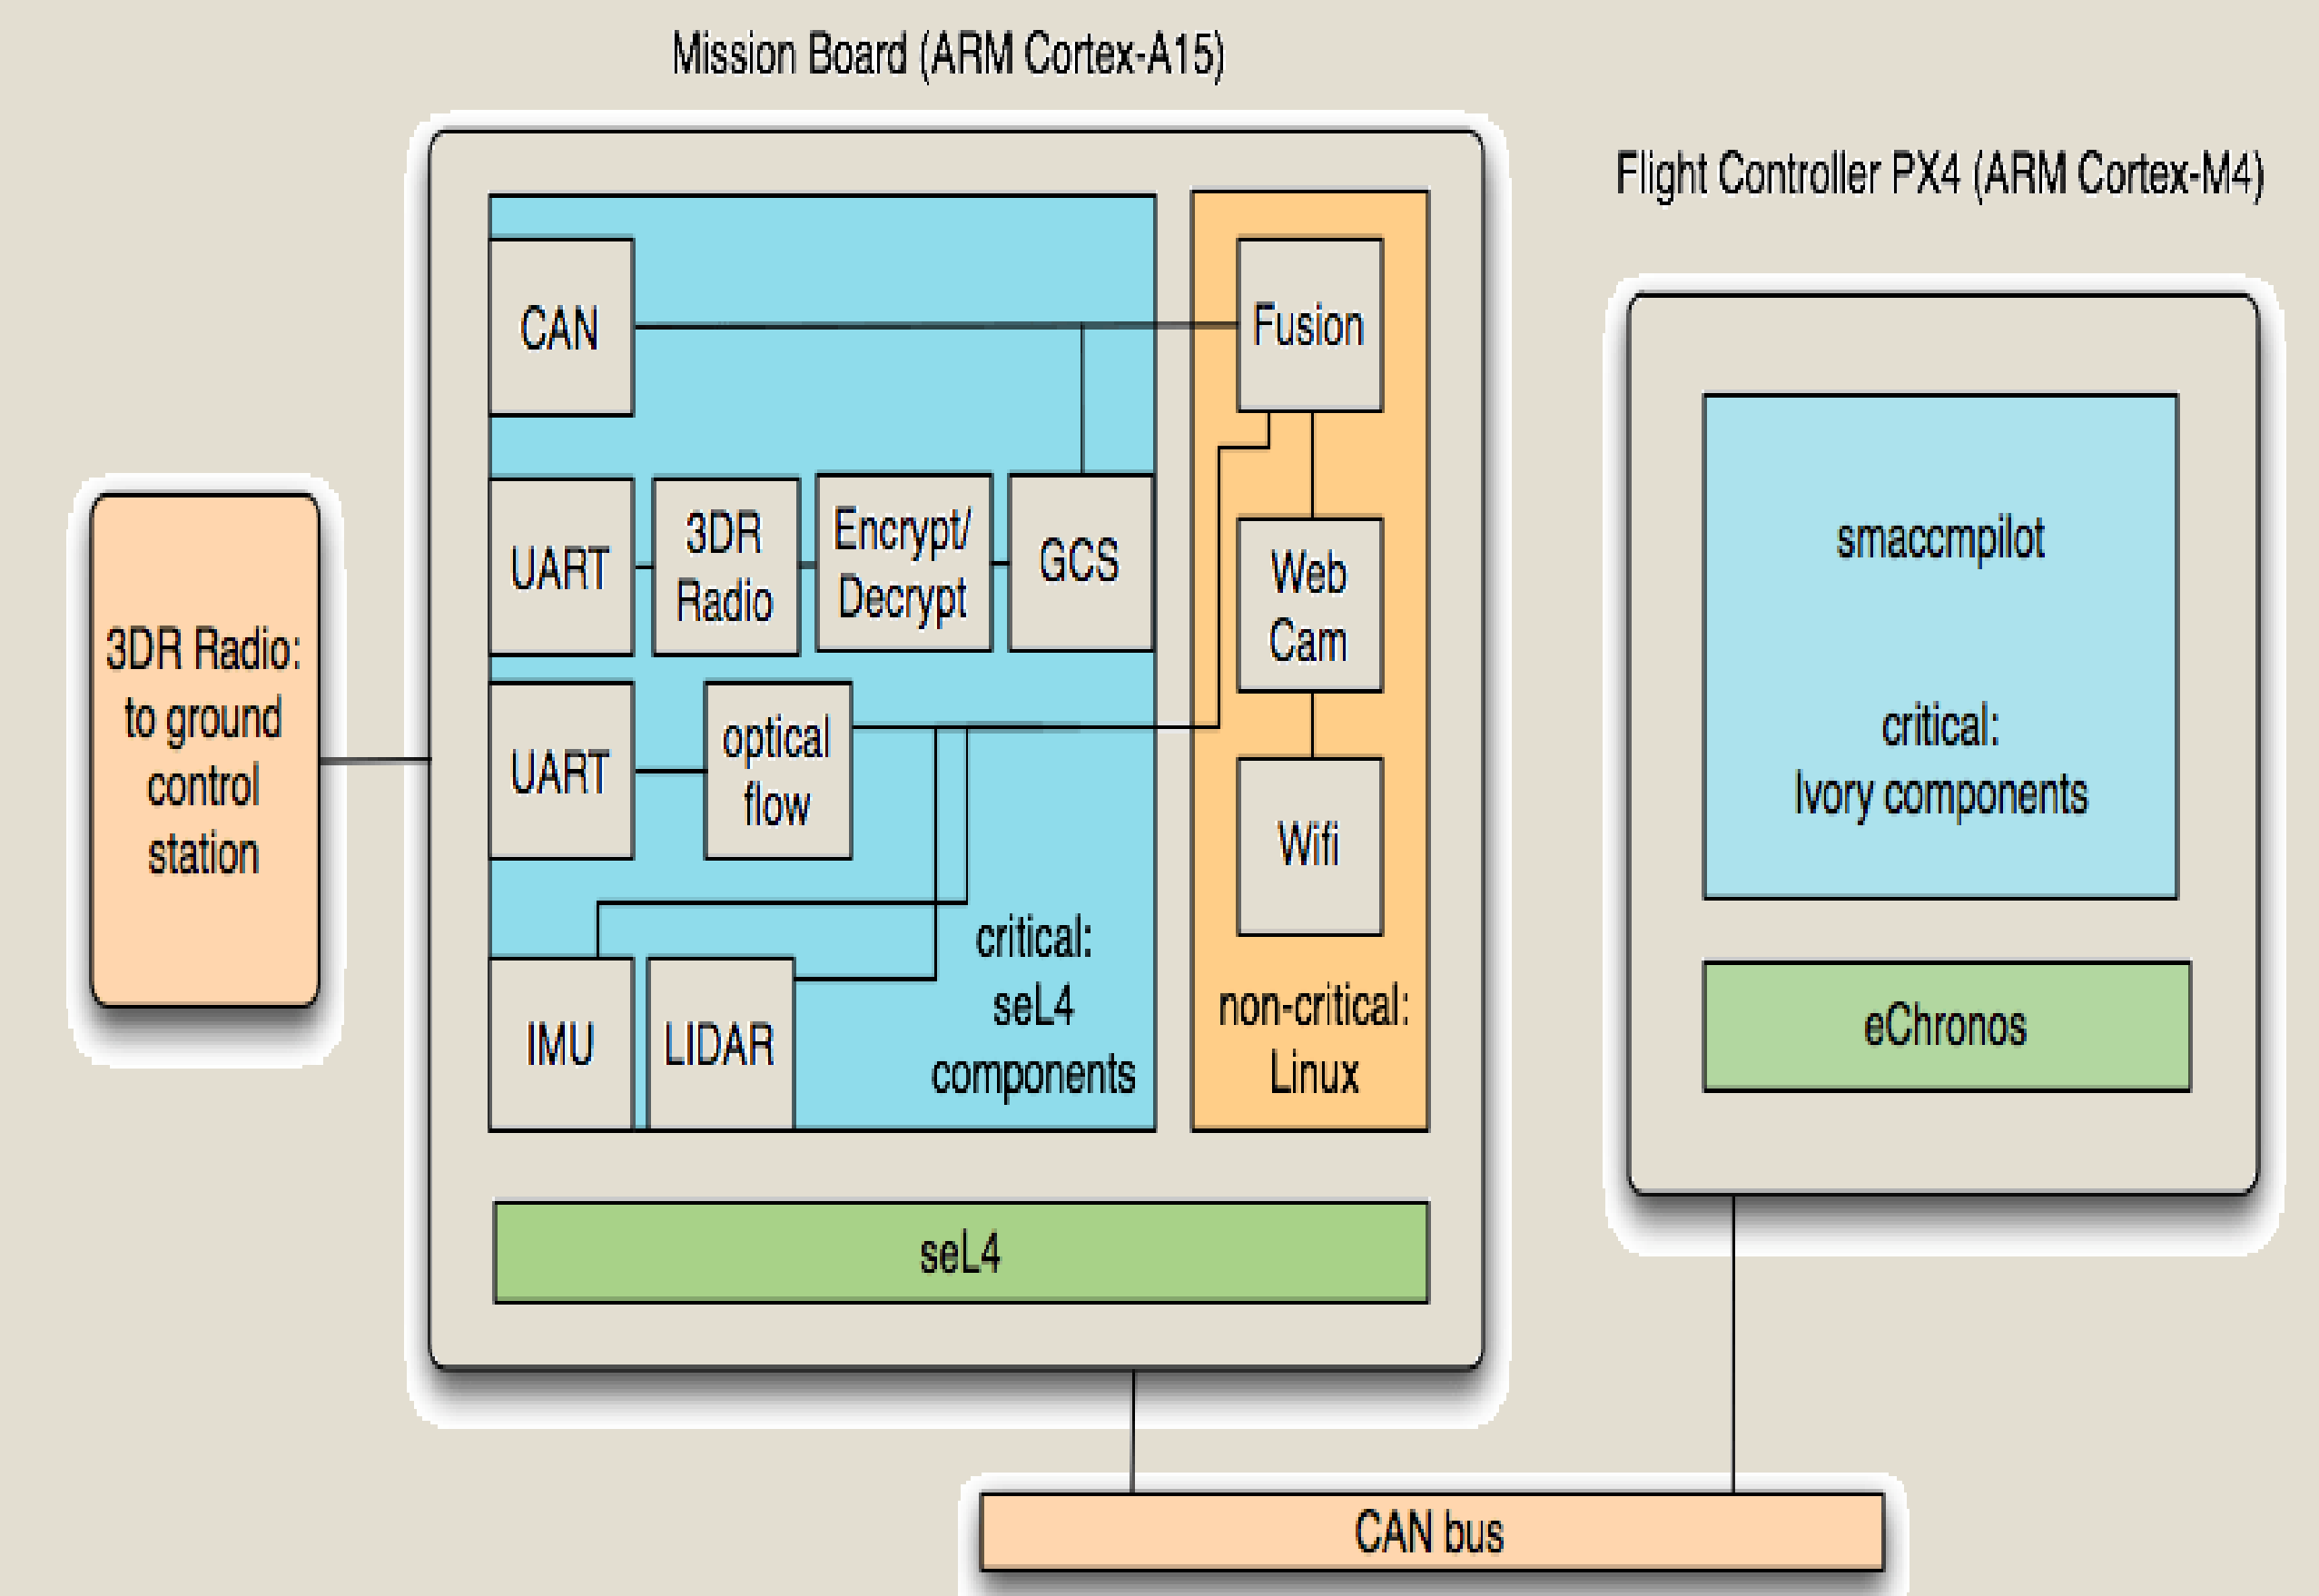 Mission Board (ARM Cortex-A15)
Flight Controller PX4 (ARM Cortex-M4)
CAN
Fusion
UART
3DR
Radio
Encrypt/
Decrypt
GCS
Web
Cam
UART
optical
flow
Wifi
IMU
LIDAR
critical:
seL4
components
non-critical:
Linux
seL4
3DR Radio:
to ground
control
station
smaccmpilot
critical:
Ivory components
eChronos
CAN bus